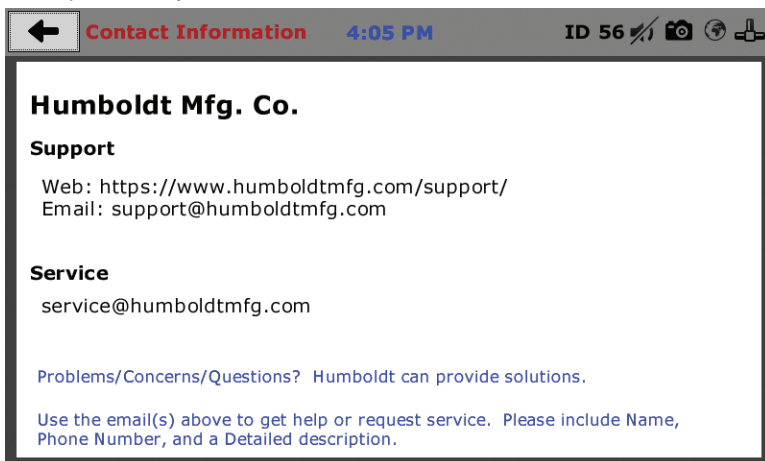 Contact Information 4:05 PM ID 56
Humboldt Mfg. Co.
Support
Web: https://www.humboldtmfg.com/support/
Email: support@humboldtmfg.com
Service
service@humboldtmfg.com
Problems/Concerns/Questions?  Humboldt can provide solutions.
Use the email(s) above to get help or request service.  Please include Name,
Phone Number, and a Detailed description.